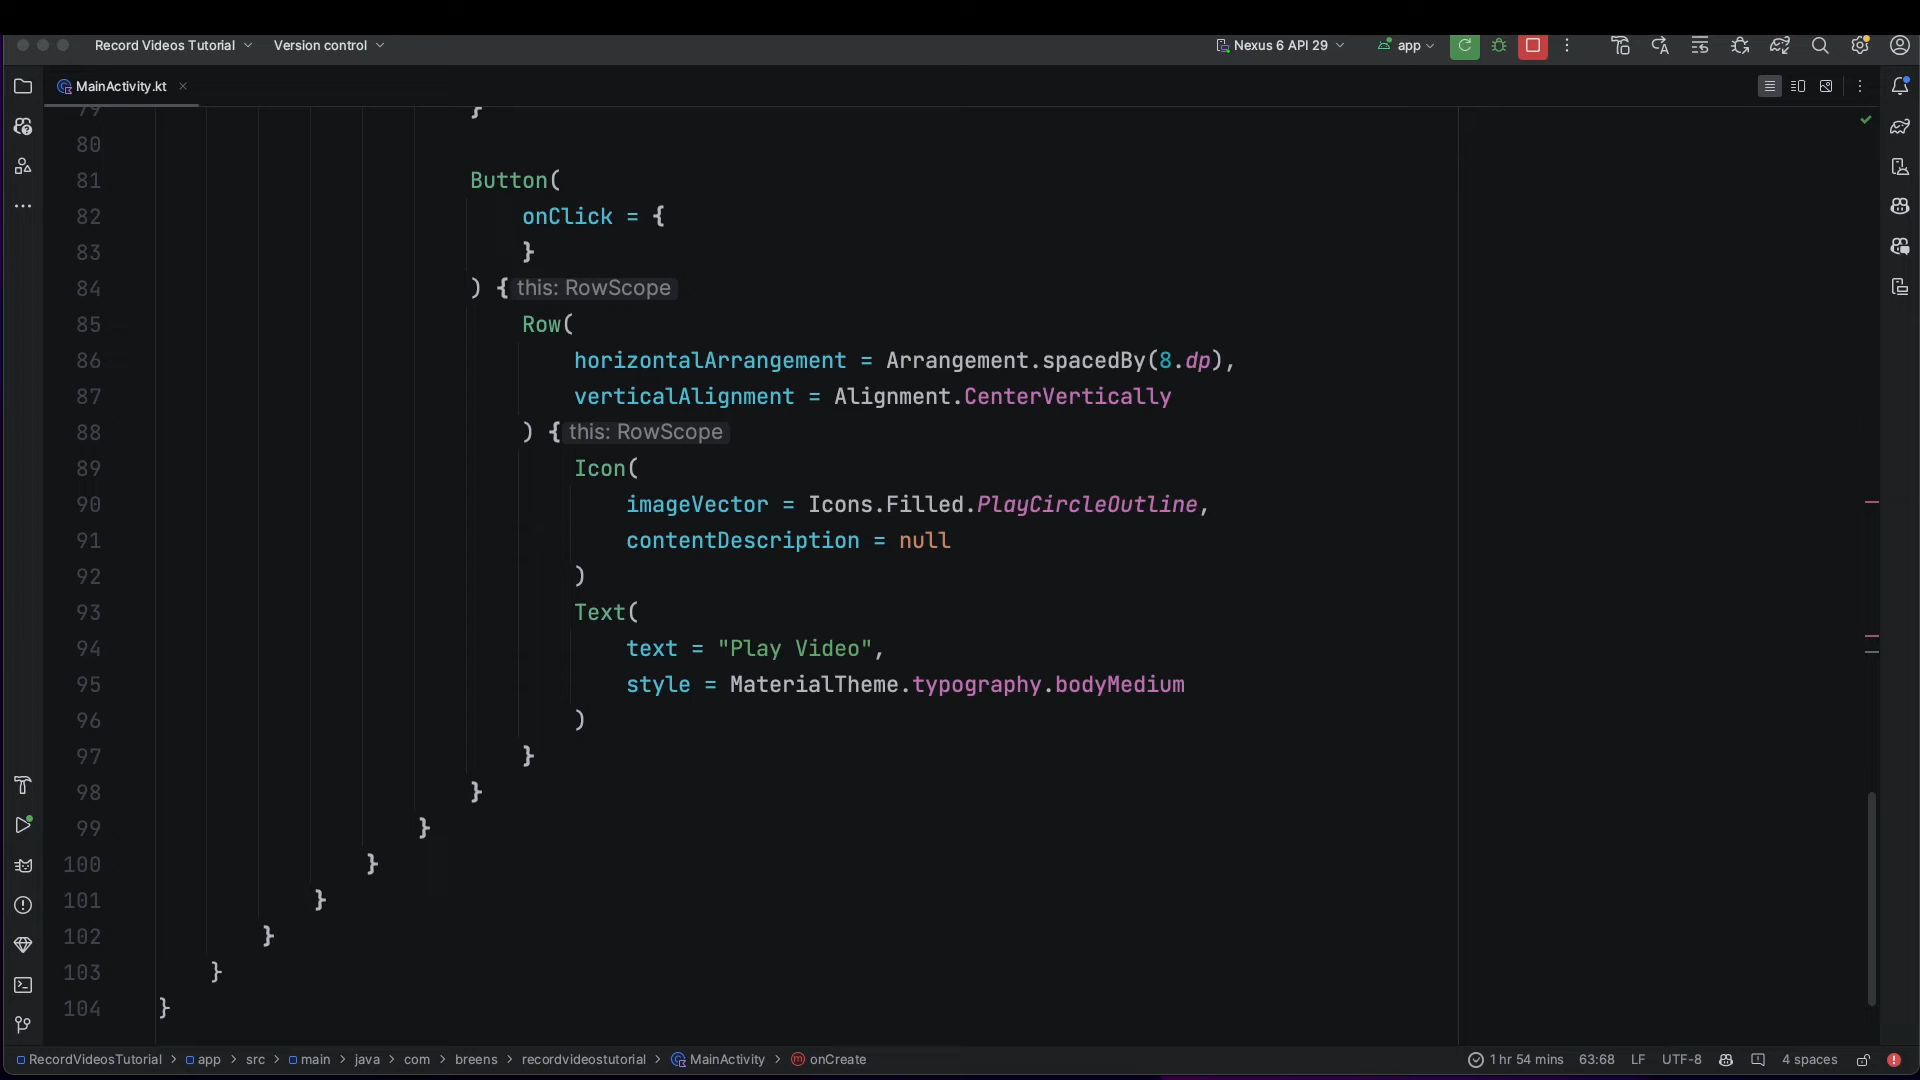 Record Videos Tutorial Version control Nexus 6 API 29 app
MainActivity.kt
79 }
80
81 Button(
82 onClick = {
83 }
84 ) { this: RowScope
85 Row(
86 horizontalArrangement = Arrangement.spacedBy(8.dp),
87 verticalAlignment = Alignment.CenterVertically
88 ) { this: RowScope
89 Icon(
90 imageVector = Icons.Filled.PlayCircleOutline,
91 contentDescription = null
92 )
93 Text(
94 text = "Play Video",
95 style = MaterialTheme.typography.bodyMedium
96 )
97 }
98 }
99 }
100 }
101 }
102 }
103 }
104 }
RecordVideosTutorial > app > src > main > java > com > breens > recordvideostutorial > MainActivity > onCreate 1 hr 54 mins 63:68 LF UTF-8 4 spaces